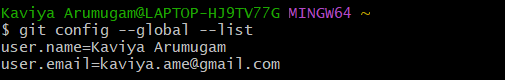 Kaviya Arumugam@LAPTOP-HJ9TV77G MINGW64 ~
$ git config --global --list
user.name=Kaviya Arumugam
user.email=kaviya.ame@gmail.com